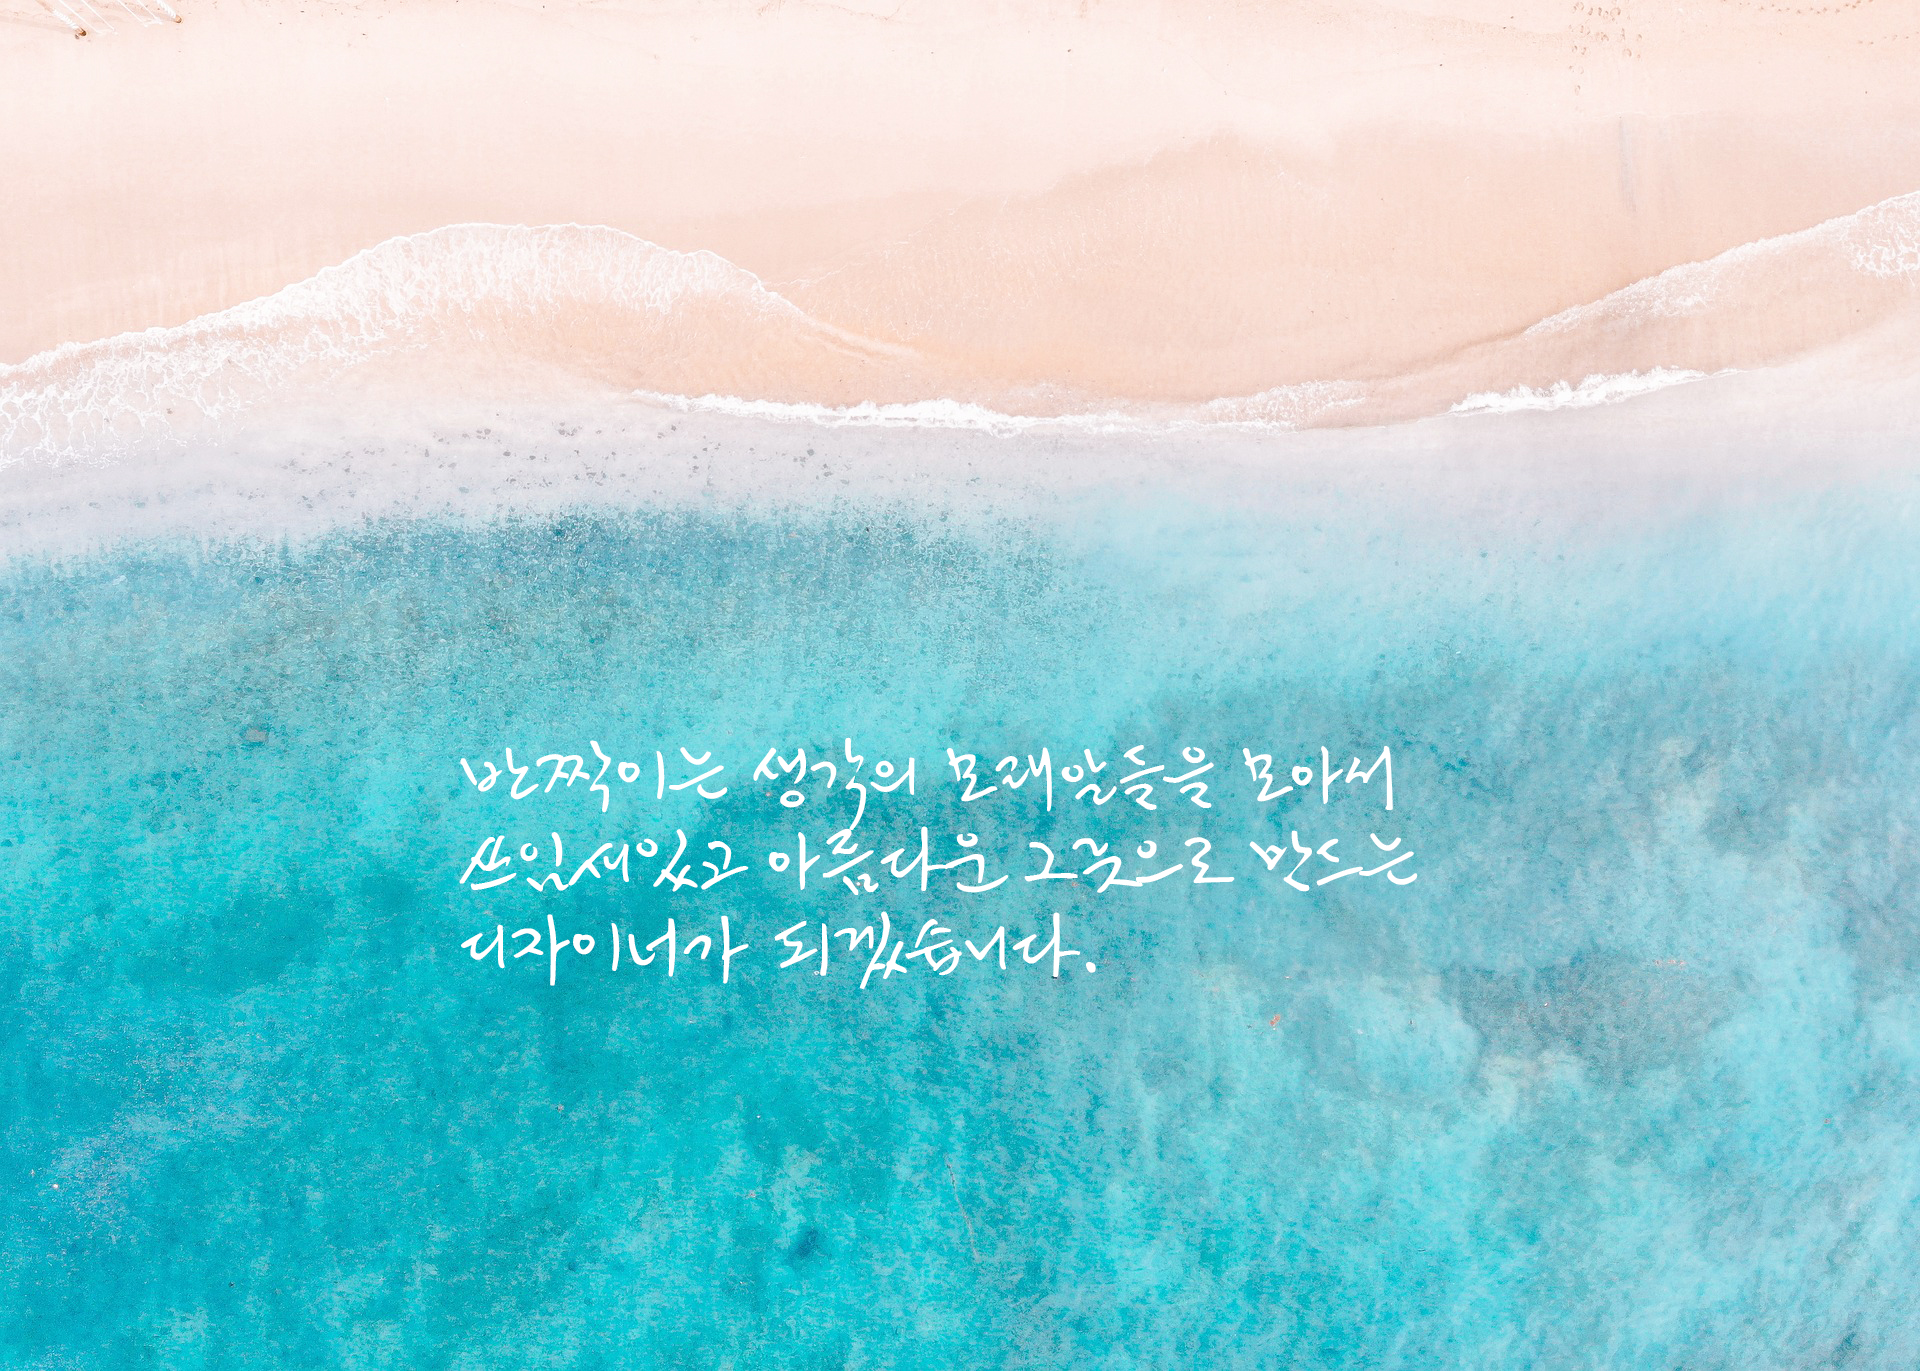 반짝이는 생각의 모래알들을 모아서
쓰임새있고 아름다운 그릇으로 만드는
디자이너가 되겠습니다.